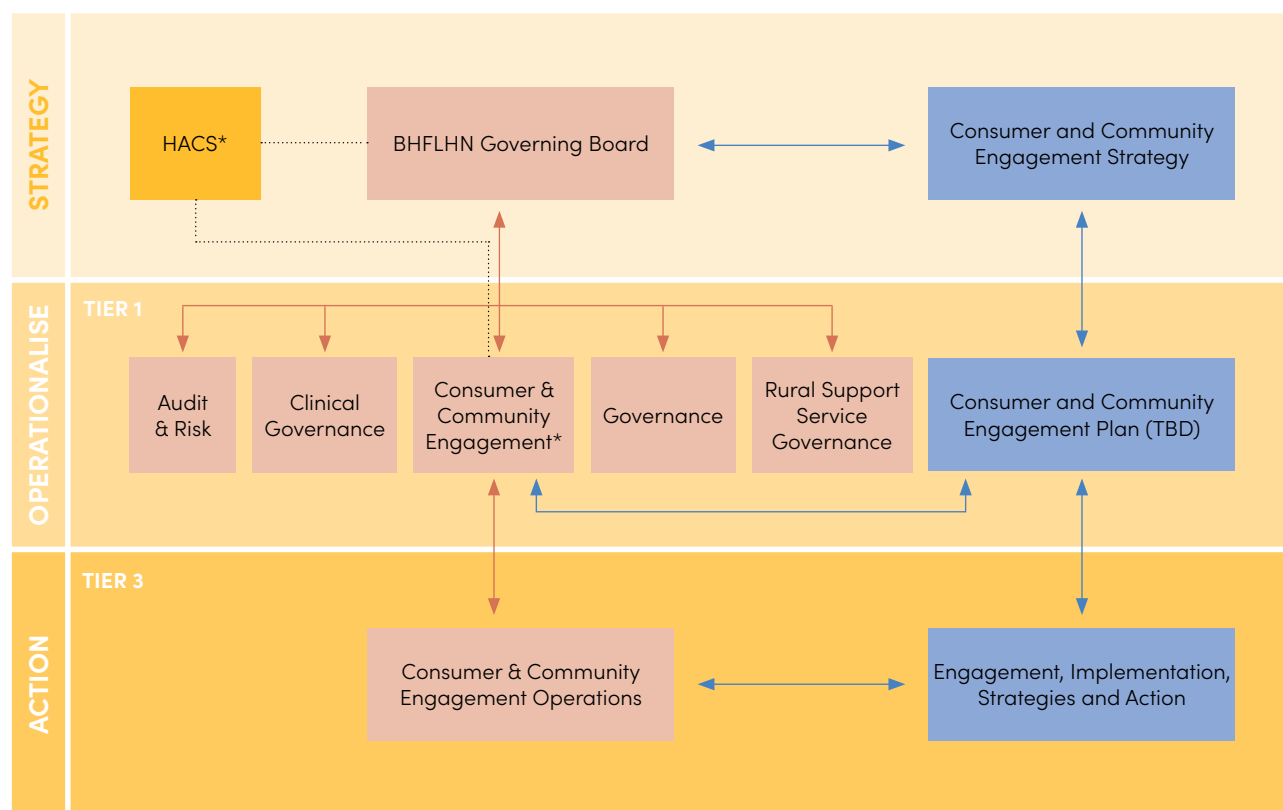 STRATEGY
HACS*
BHFLHN Governing Board
Consumer and Community
Engagement Strategy
OPERATIONALISE
TIER 1
Audit
& Risk
Clinical
Governance
Consumer &
Community
Engagement*
Governance
Rural Support
Service
Governance
Consumer and Community
Engagement Plan (TBD)
ACTION
TIER 3
Consumer & Community
Engagement Operations
Engagement, Implementation,
Strategies and Action